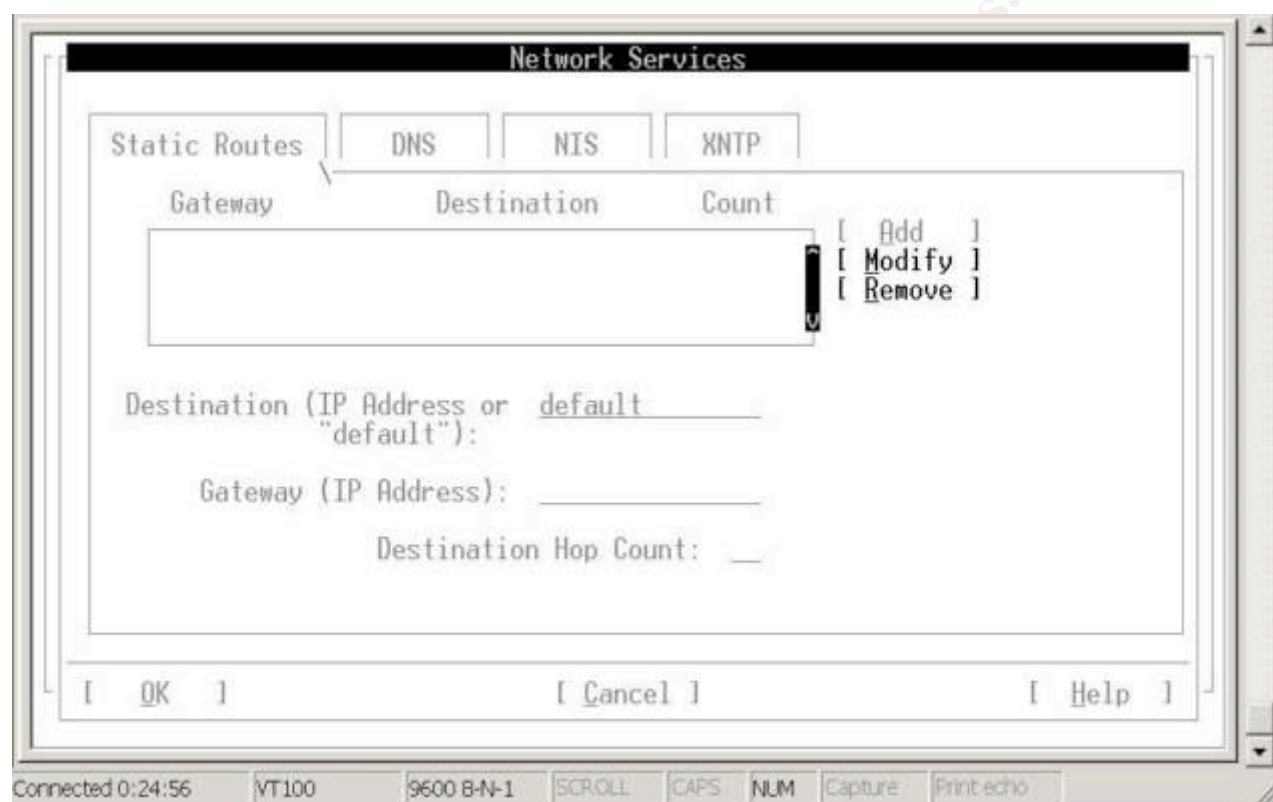 Network Services
Static Routes DNS NIS XNTP
Gateway Destination Count
[ Add ]
[ Modify ]
[ Remove ]
Destination (IP Address or default
"default"):
Gateway (IP Address):
Destination Hop Count:
[ OK ] [ Cancel ] [ Help ]
Connected 0:24:56 VT100 9600 8-N-1 SCROLL CAPS NUM Capture Print echo